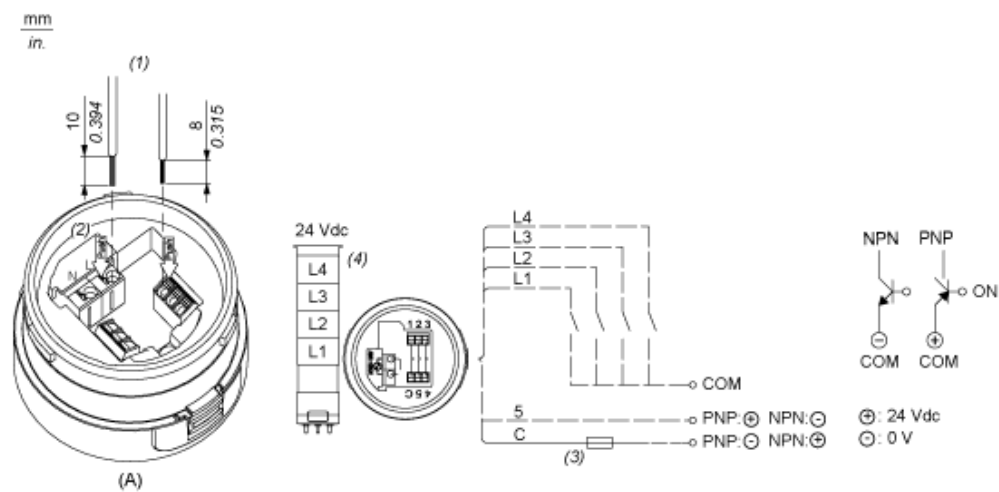 mm
in.
(1)
10
0.394
8
0.315
(2)
N L
(A)
24 Vdc
(4)
L4
L3
L2
L1
1 2 3
4 5 C
L4
L3
L2
L1
COM
5
PNP:⊕ NPN:⊖
C
(3)
PNP:⊖ NPN:⊕
NPN PNP
ON
⊖ ⊕
COM COM
⊕: 24 Vdc
⊖: 0 V